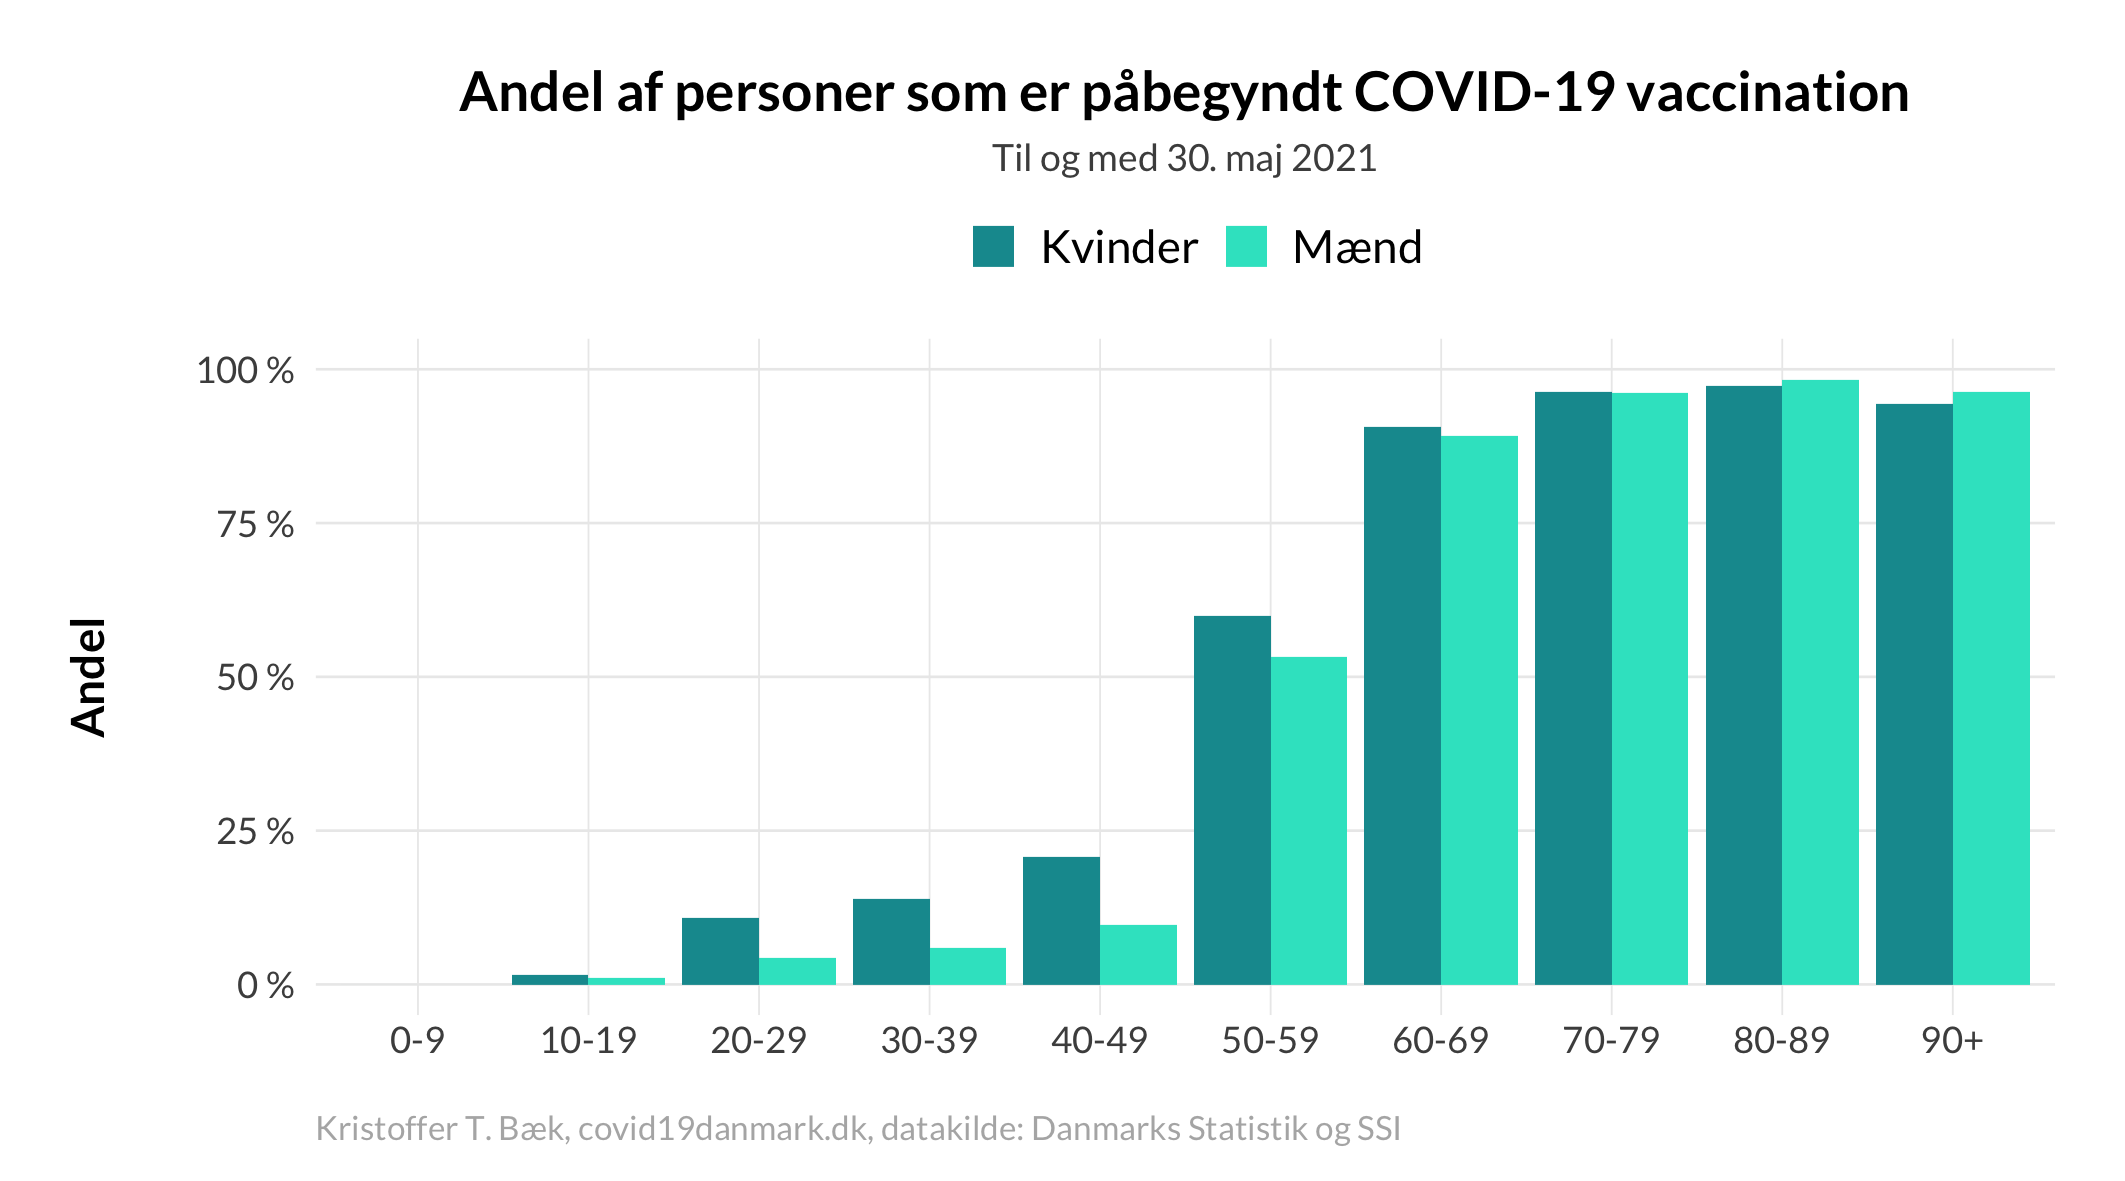 Andel af personer som er påbegyndt COVID-19 vaccination
Til og med 30. maj 2021
Kvinder Mænd
Andel
100 %
75 %
50 %
25 %
0 %
0-9 10-19 20-29 30-39 40-49 50-59 60-69 70-79 80-89 90+
Kristoffer T. Bæk, covid19danmark.dk, datakilde: Danmarks Statistik og SSI